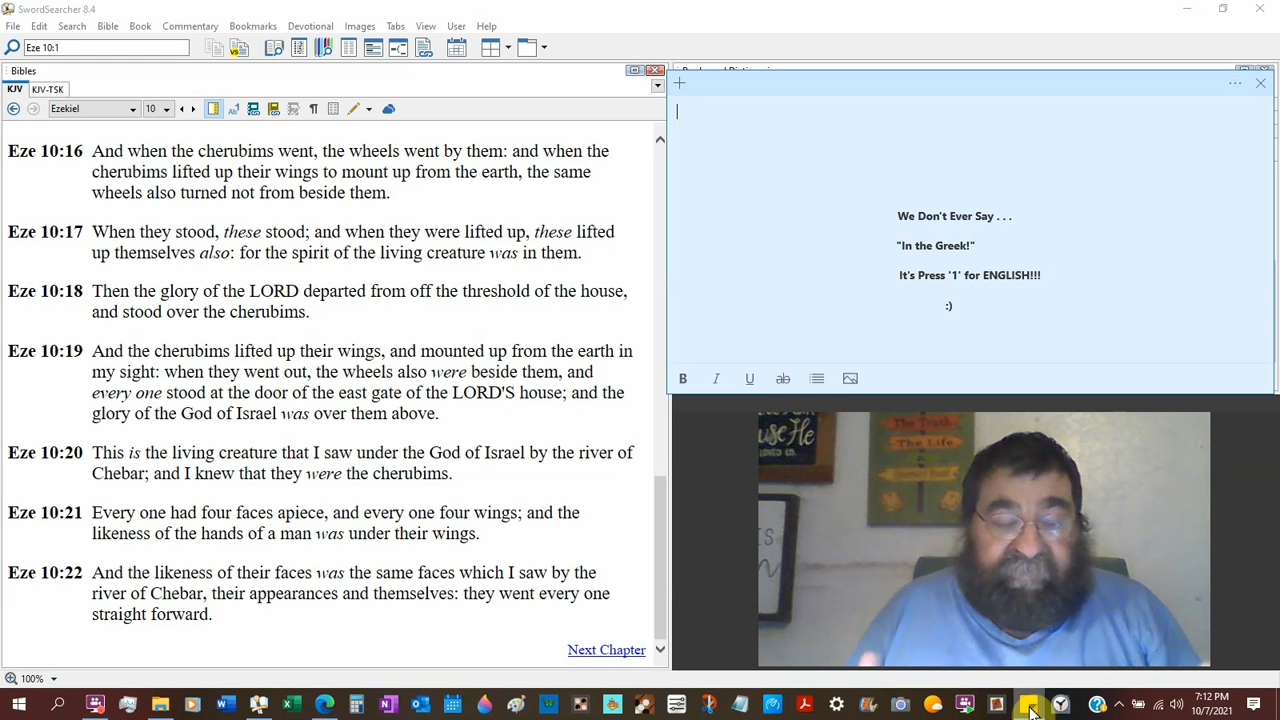 SwordSearcher 8.4
File Edit Search Bible Book Commentary Bookmarks Devotional Images Tabs View User Help
Eze 10:1
Bibles
KJV KJV-TSK
Ezekiel 10
Eze 10:16 And when the cherubims went, the wheels went by them: and when the
cherubims lifted up their wings to mount up from the earth, the same
wheels also turned not from beside them.
Eze 10:17 When they stood, these stood; and when they were lifted up, these lifted
up themselves also: for the spirit of the living creature was in them.
Eze 10:18 Then the glory of the LORD departed from off the threshold of the house,
and stood over the cherubims.
Eze 10:19 And the cherubims lifted up their wings, and mounted up from the earth in
my sight: when they went out, the wheels also were beside them, and
every one stood at the door of the east gate of the LORD'S house; and the
glory of the God of Israel was over them above.
Eze 10:20 This is the living creature that I saw under the God of Israel by the river of
Chebar; and I knew that they were the cherubims.
Eze 10:21 Every one had four faces apiece, and every one four wings; and the
likeness of the hands of a man was under their wings.
Eze 10:22 And the likeness of their faces was the same faces which I saw by the
river of Chebar, their appearances and themselves: they went every one
straight forward.
Next Chapter
100%
We Don't Ever Say . . .
"In the Greek!"
It's Press '1' for ENGLISH!!!
:)
B I U ab
He
LOVED US.
The Truth
The Life
7:12 PM
10/7/2021